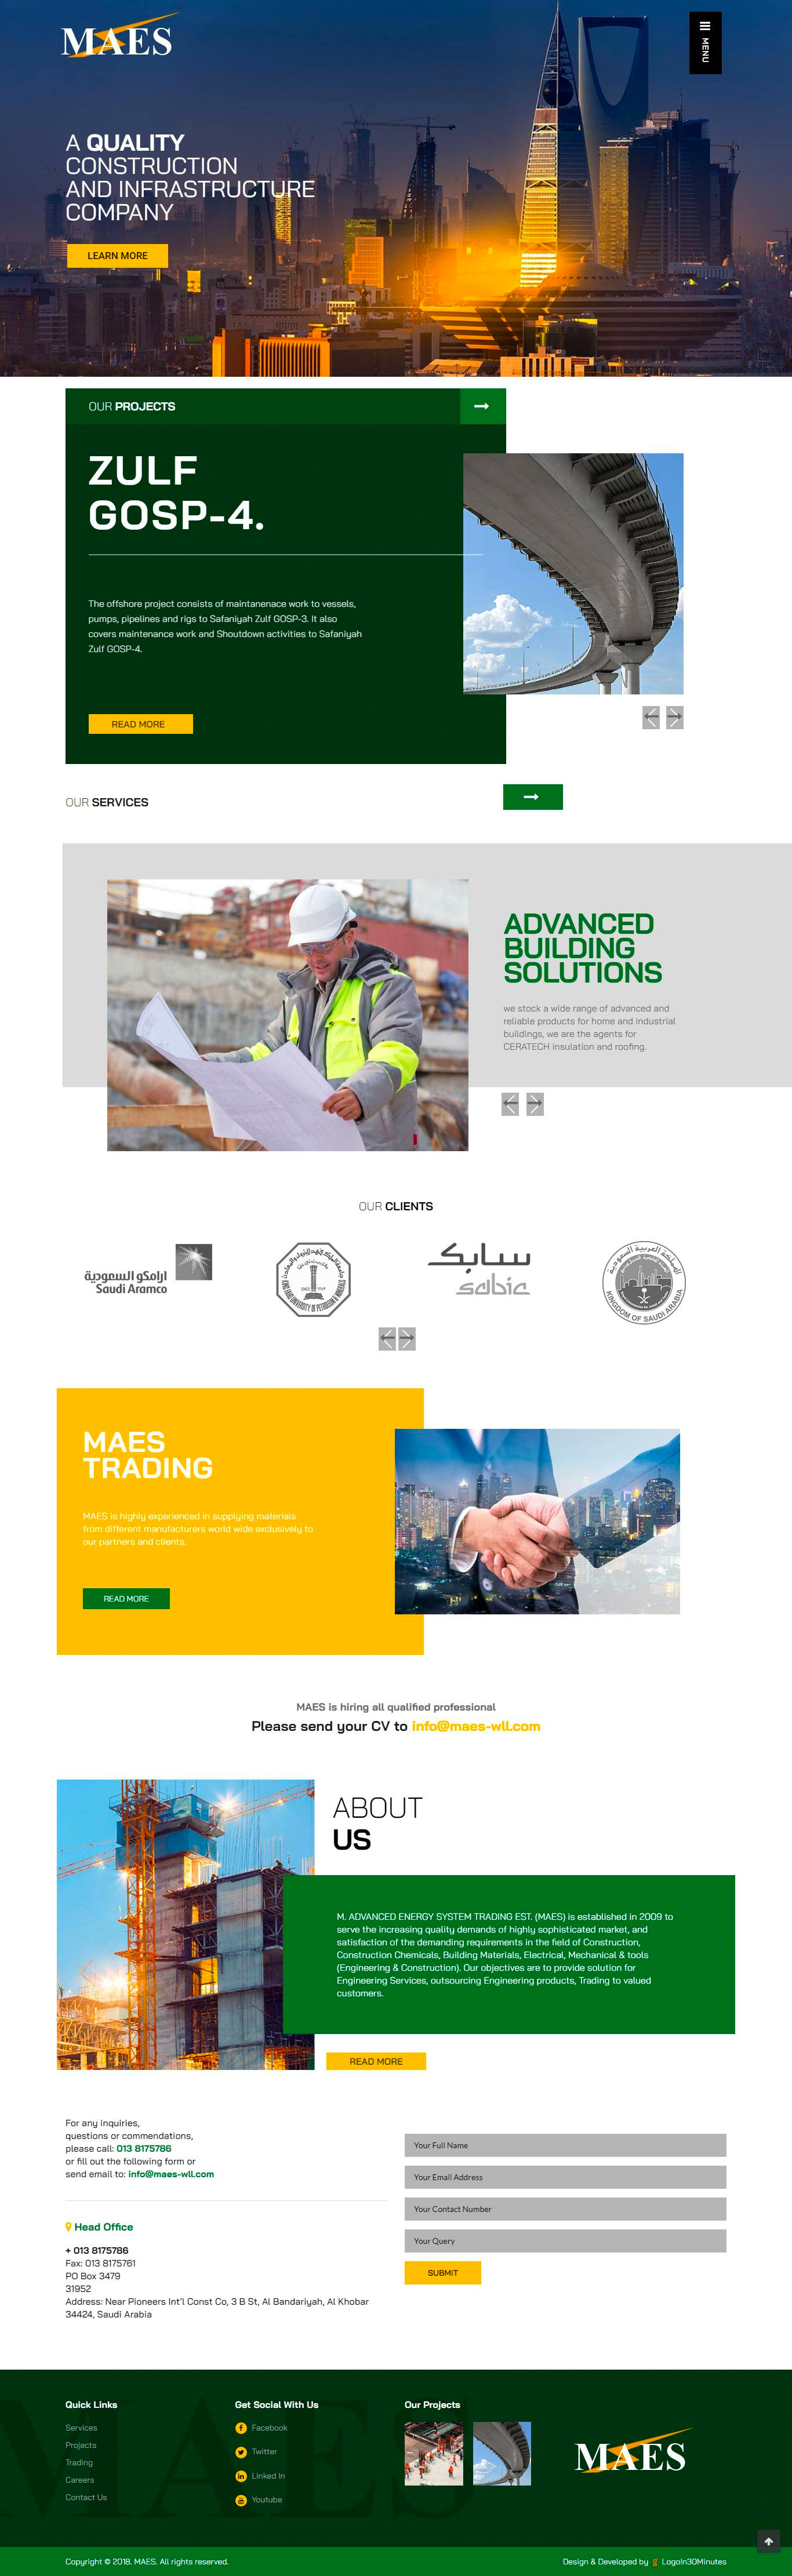 MAES
MENU
A QUALITY
CONSTRUCTION
AND INFRASTRUCTURE
COMPANY
LEARN MORE
OUR PROJECTS
ZULF
GOSP-4.
The offshore project consists of maintanenace work to vessels,
pumps, pipelines and rigs to Safaniyah Zulf GOSP-3. It also
covers maintenance work and Shoutdown activities to Safaniyah
Zulf GOSP-4.
READ MORE
OUR SERVICES
ADVANCED
BUILDING
SOLUTIONS
we stock a wide range of advanced and
reliable products for home and industrial
buildings, we are the agents for
CERATECH insulation and roofing.
OUR CLIENTS
ارامكو السعودية
Saudi Aramco
سابك
sabic
المملكة العربية السعودية
KINGDOM OF SAUDI ARABIA
MAES
TRADING
MAES is highly experienced in supplying materials
from different manufacturers world wide exclusively to
our partners and clients.
READ MORE
MAES is hiring all qualified professional
Please send your CV to info@maes-wll.com
ABOUT
US
M. ADVANCED ENERGY SYSTEM TRADING EST. (MAES) is established in 2009 to
serve the increasing quality demands of highly sophisticated market, and
satisfaction of the demanding requirements in the field of Construction,
Construction Chemicals, Building Materials, Electrical, Mechanical & tools
(Engineering & Construction). Our objectives are to provide solution for
Engineering Services, outsourcing Engineering products, Trading to valued
customers.
READ MORE
For any inquiries,
questions or commendations,
please call: 013 8175786
or fill out the following form or
send email to: info@maes-wll.com
Head Office
+ 013 8175786
Fax: 013 8175761
PO Box 3479
31952
Address: Near Pioneers Int'l Const Co, 3 B St, Al Bandariyah, Al Khobar
34424, Saudi Arabia
Your Full Name
Your Email Address
Your Contact Number
Your Query
SUBMIT
MAES
Quick Links
Services
Projects
Trading
Careers
Contact Us
Get Social With Us
Facebook
Twitter
Linked In
Youtube
Our Projects
MAES
Copyright © 2018. MAES. All rights reserved.
Design & Developed by LogoIn30Minutes